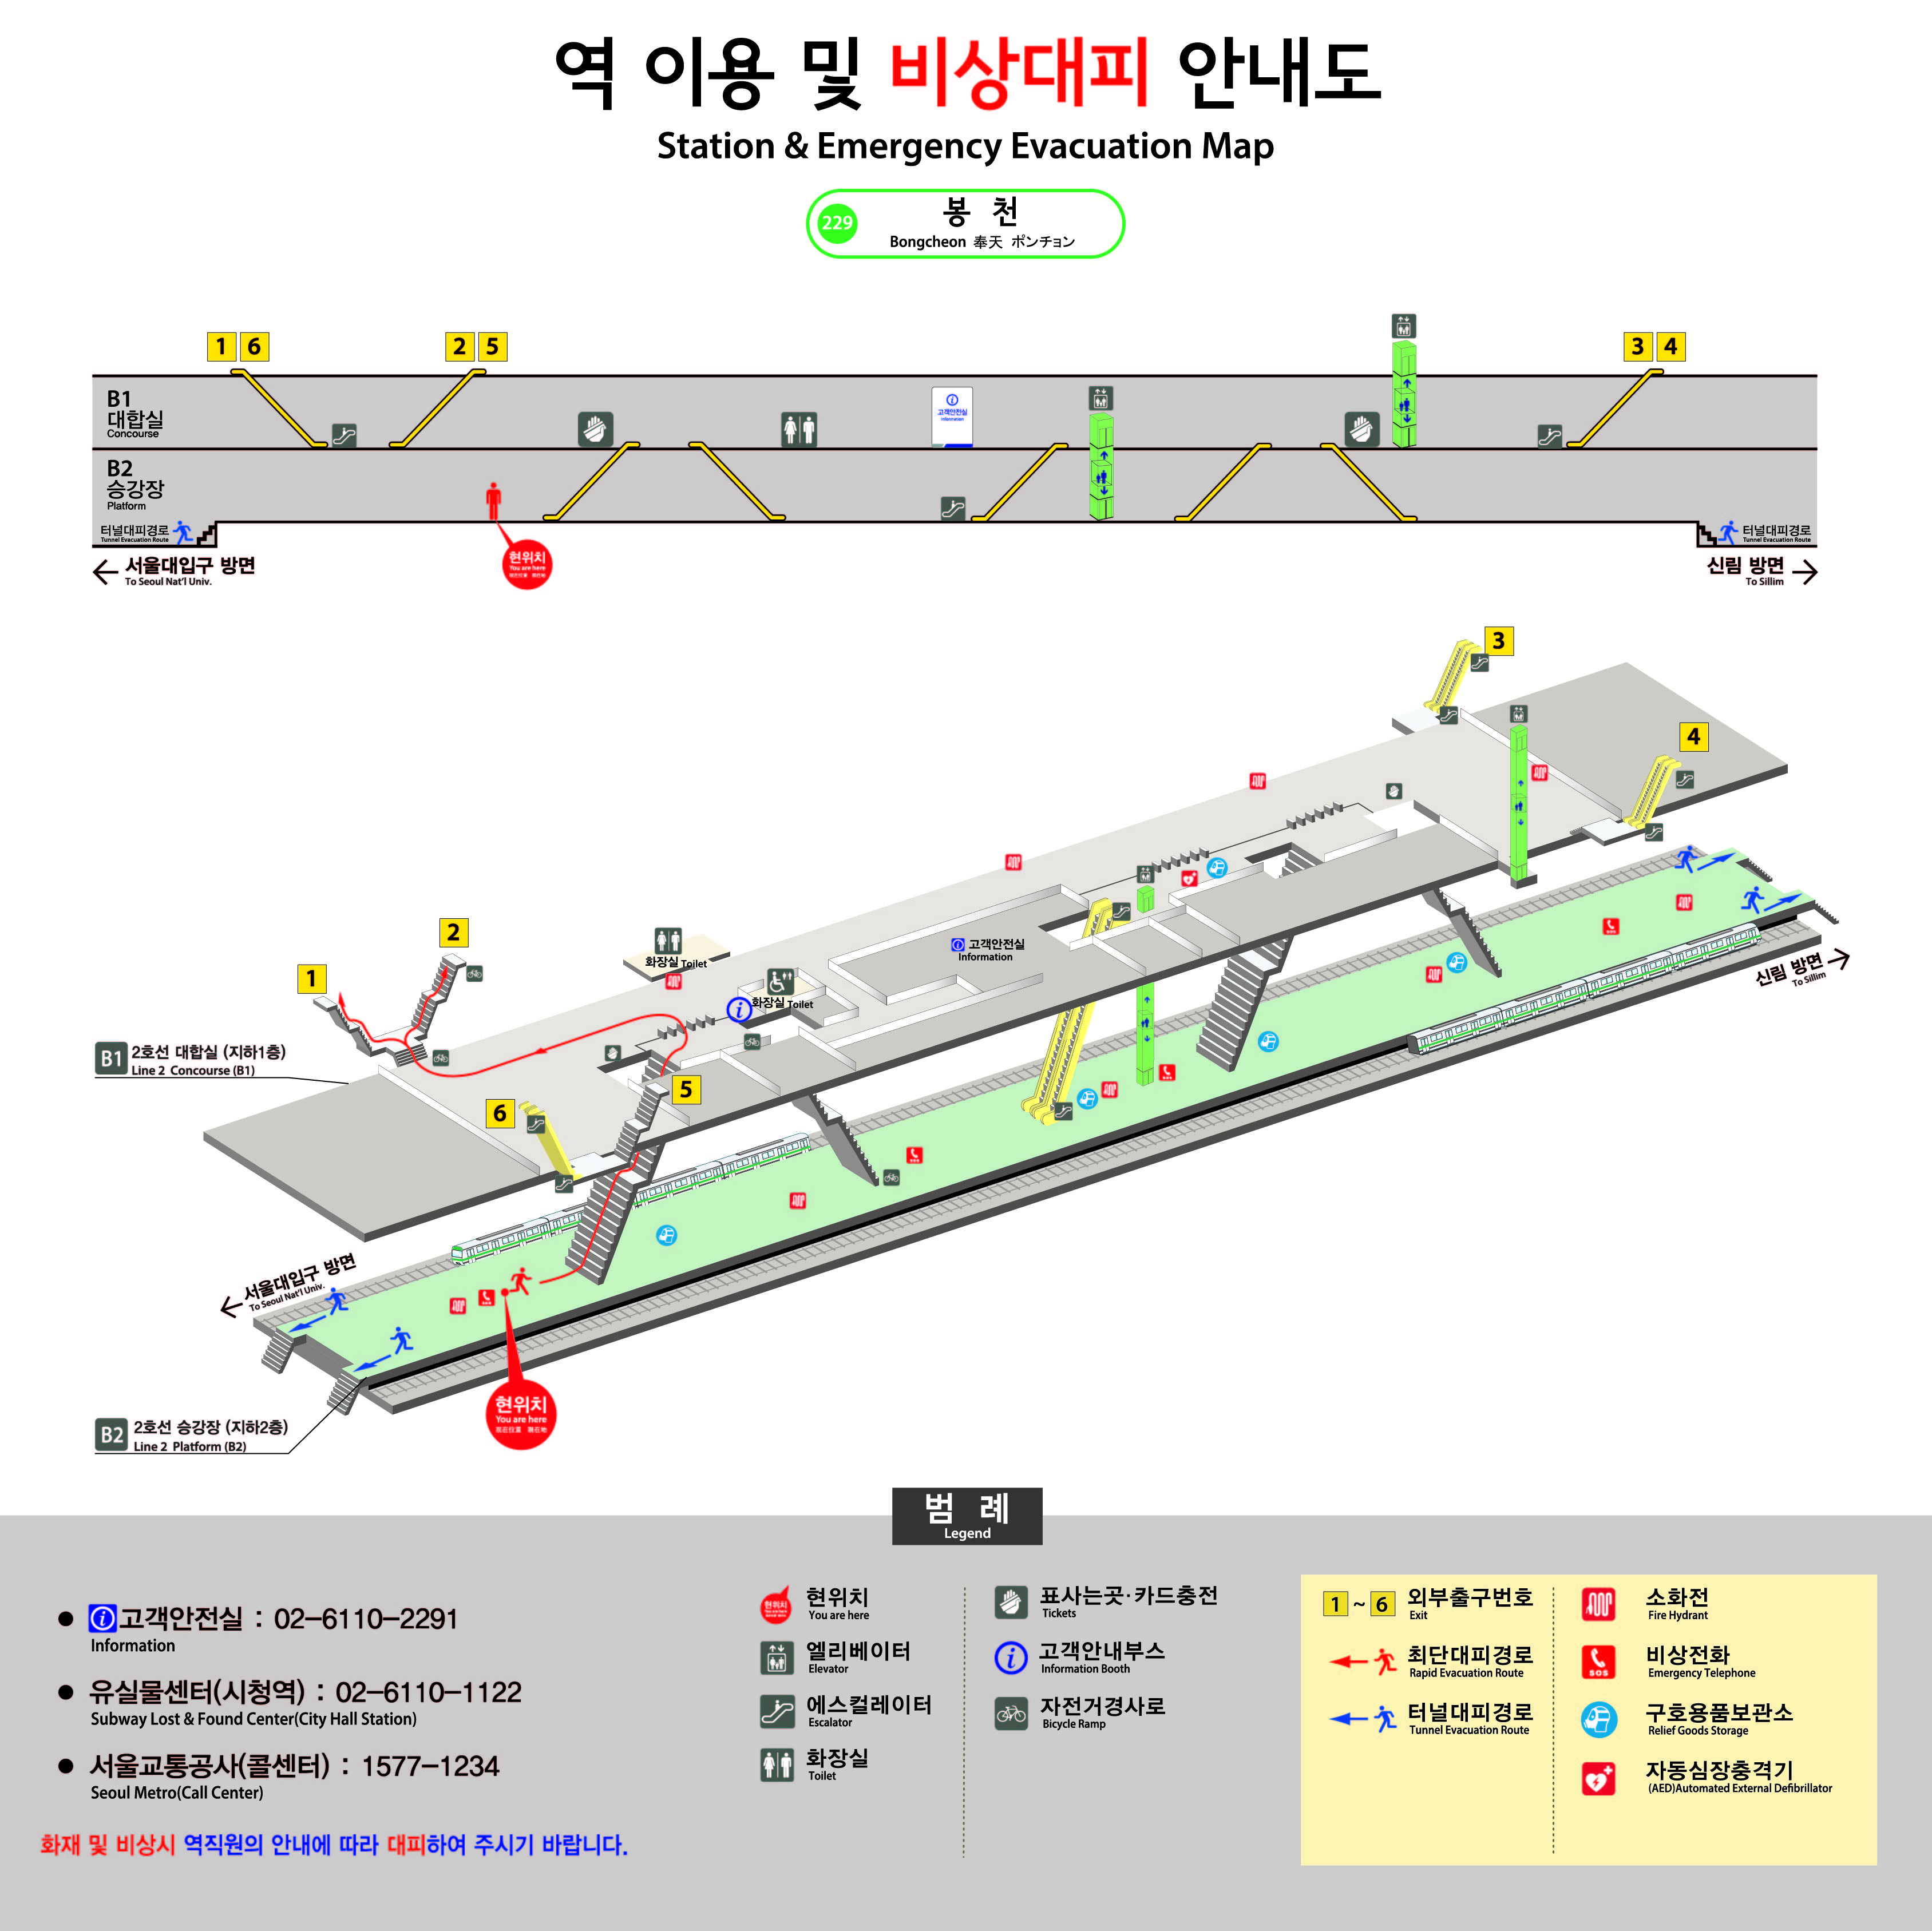 역 이용 및 비상대피 안내도
Station & Emergency Evacuation Map
229
봉 천
Bongcheon 奉天 ポンチョン
1 6
2 5
3 4
B1
대합실
Concourse
고객안전실
Information
B2
승강장
Platform
터널대피경로
Tunnel Evacuation Route
터널대피경로
Tunnel Evacuation Route
현위치
You are here
서울대입구 방면
To Seoul Nat'l Univ.
신림 방면
To Sillim
3
4
2
1
화장실 Toilet
고객안전실
Information
화장실 Toilet
신림 방면
To Sillim
B1 2호선 대합실 (지하1층)
Line 2 Concourse (B1)
5
6
서울대입구 방면
To Seoul Nat'l Univ.
현위치
You are here
B2 2호선 승강장 (지하2층)
Line 2 Platform (B2)
범 례
Legend
● 고객안전실 : 02-6110-2291
Information
● 유실물센터(시청역) : 02-6110-1122
Subway Lost & Found Center(City Hall Station)
● 서울교통공사(콜센터) : 1577-1234
Seoul Metro(Call Center)
화재 및 비상시 역직원의 안내에 따라 대피하여 주시기 바랍니다.
현위치
You are here
엘리베이터
Elevator
에스컬레이터
Escalator
화장실
Toilet
표사는곳·카드충전
Tickets
고객안내부스
Information Booth
자전거경사로
Bicycle Ramp
1 ~ 6 외부출구번호
Exit
최단대피경로
Rapid Evacuation Route
터널대피경로
Tunnel Evacuation Route
소화전
Fire Hydrant
SOS
비상전화
Emergency Telephone
구호용품보관소
Relief Goods Storage
자동심장충격기
(AED)Automated External Defibrillator